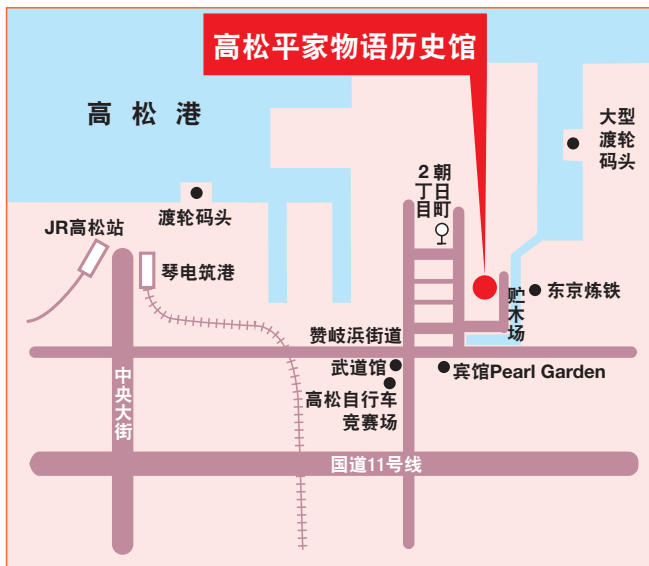 高松平家物语历史馆
高松港
大型
渡轮
码头
2丁目
朝日町
渡轮码头
JR高松站
琴电筑港
贮木场
东京炼铁
赞岐浜街道
武道馆
宾馆Pearl Garden
高松自行车
竞赛场
中央大街
国道11号线